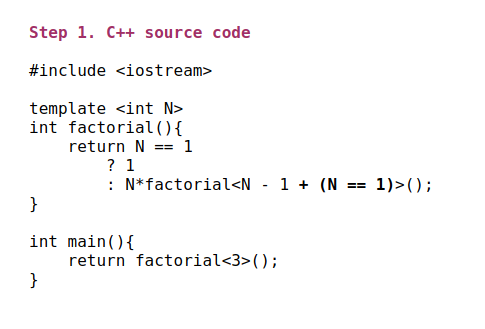 Step 1. C++ source code
#include <iostream>
template <int N>
int factorial(){
    return N == 1
        ? 1
        : N*factorial<N - 1 + (N == 1)>();
}
int main(){
    return factorial<3>();
}